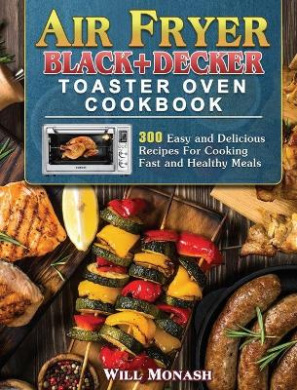 AIR FRYER
BLACK+DECKER
TOASTER OVEN
COOKBOOK
300 Easy and Delicious
Recipes For Cooking
Fast and Healthy Meals
WILL MONASH